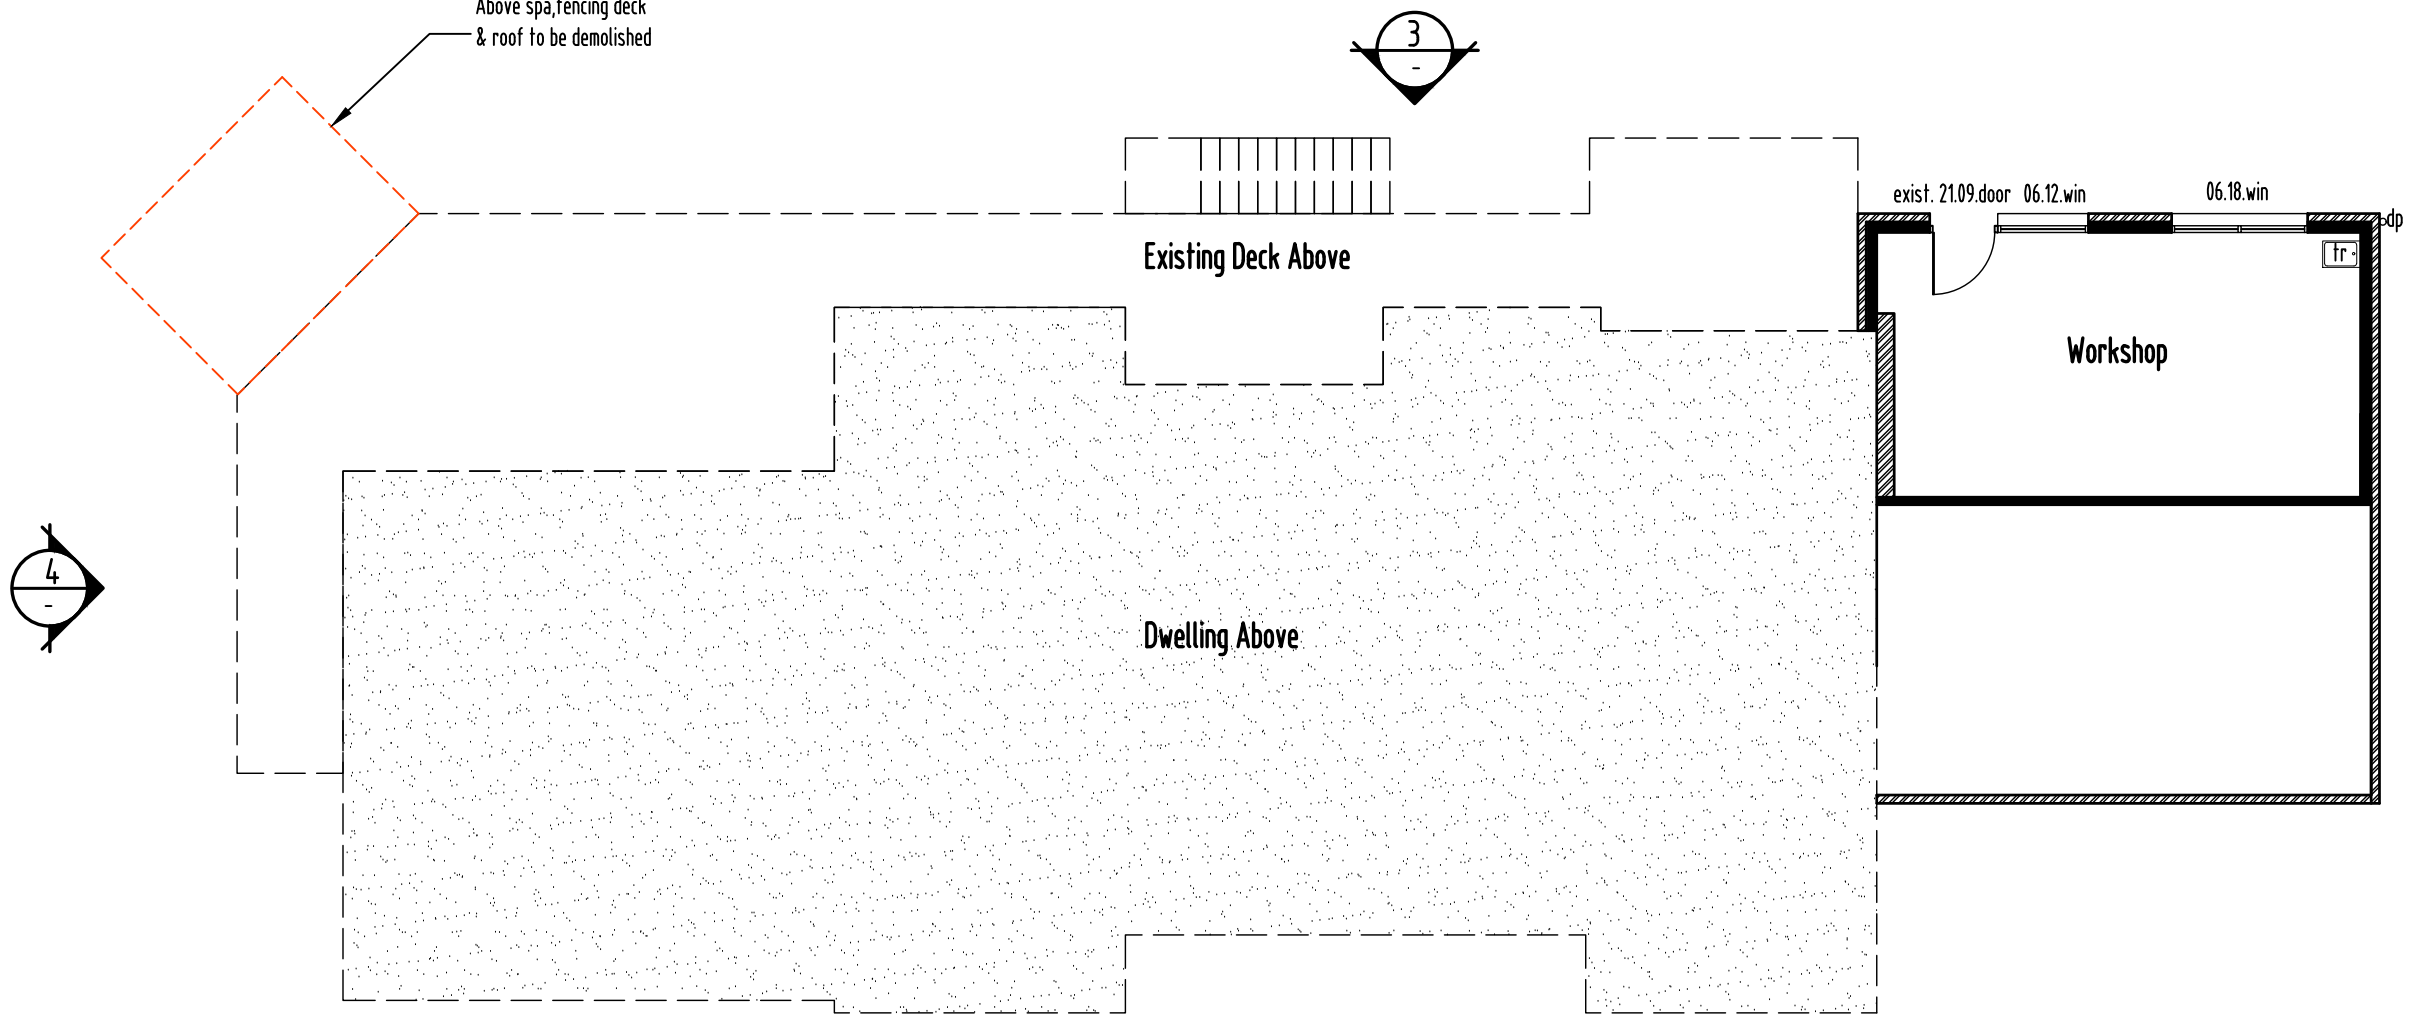 Above spa,fencing deck
& roof to be demolished
3
-
exist. 21.09.door 06.12.win 06.18.win
dp
tr
Existing Deck Above
Workshop
4
-
Dwelling Above